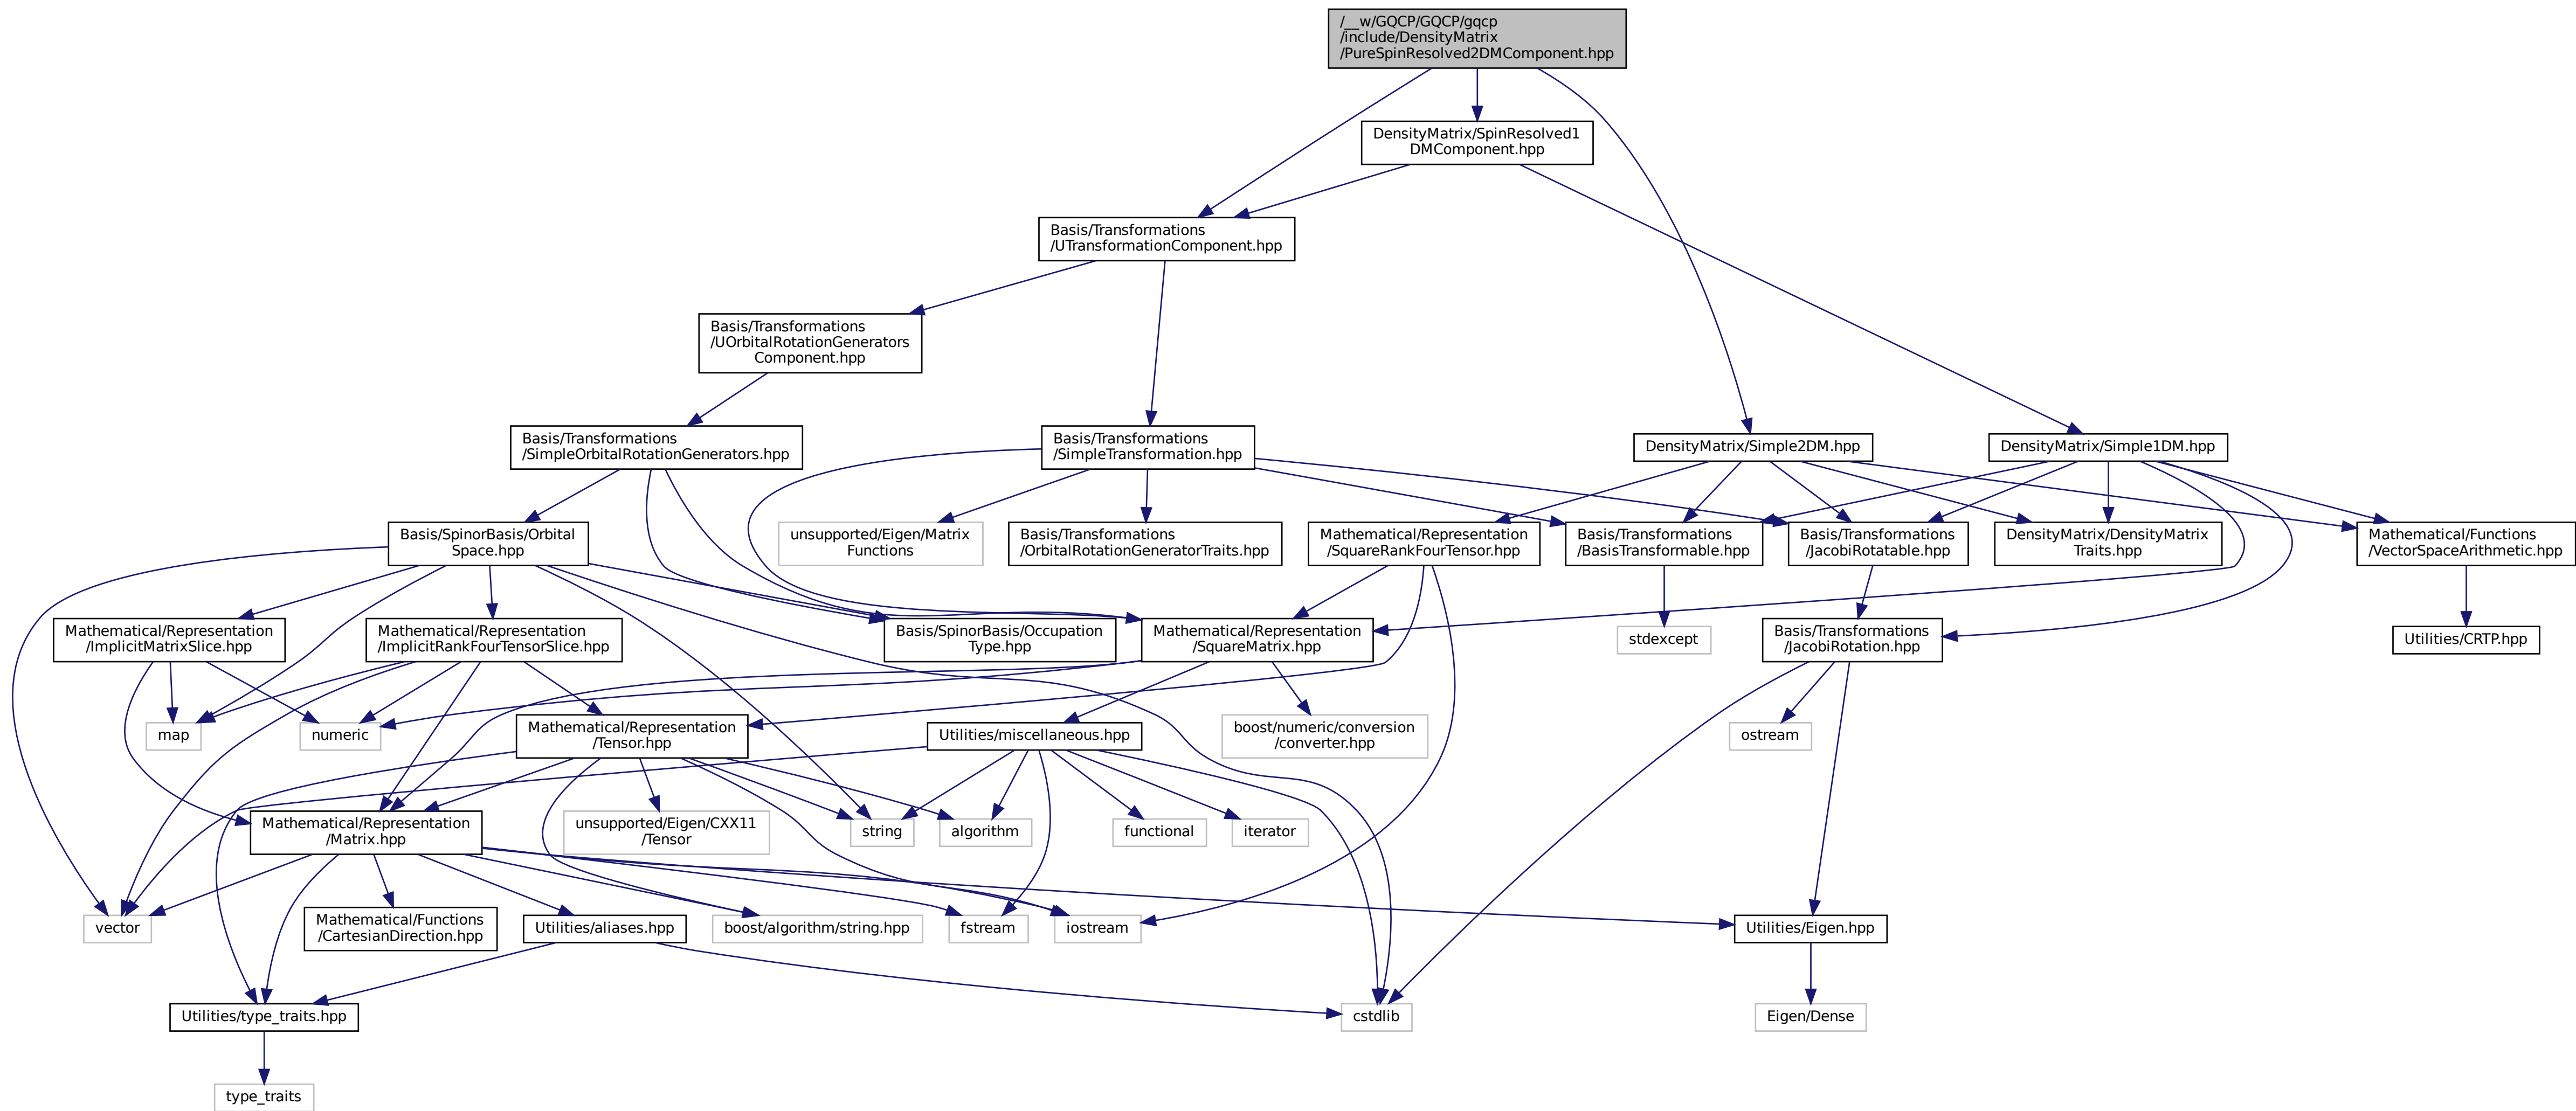 /__w/GQCP/GQCP/gqcp
/include/DensityMatrix
/PureSpinResolved2DMComponent.hpp
DensityMatrix/SpinResolved1
DMComponent.hpp
Basis/Transformations
/UTransformationComponent.hpp
Basis/Transformations
/UOrbitalRotationGenerators
Component.hpp
Basis/Transformations
/SimpleOrbitalRotationGenerators.hpp
Basis/Transformations
/SimpleTransformation.hpp
DensityMatrix/Simple2DM.hpp
DensityMatrix/Simple1DM.hpp
Basis/SpinorBasis/Orbital
Space.hpp
unsupported/Eigen/Matrix
Functions
Basis/Transformations
/OrbitalRotationGeneratorTraits.hpp
Mathematical/Representation
/SquareRankFourTensor.hpp
Basis/Transformations
/BasisTransformable.hpp
Basis/Transformations
/JacobiRotatable.hpp
DensityMatrix/DensityMatrix
Traits.hpp
Mathematical/Functions
/VectorSpaceArithmetic.hpp
Mathematical/Representation
/ImplicitMatrixSlice.hpp
Mathematical/Representation
/ImplicitRankFourTensorSlice.hpp
Basis/SpinorBasis/Occupation
Type.hpp
Mathematical/Representation
/SquareMatrix.hpp
stdexcept
Basis/Transformations
/JacobiRotation.hpp
Utilities/CRTP.hpp
map
numeric
Mathematical/Representation
/Tensor.hpp
Utilities/miscellaneous.hpp
boost/numeric/conversion
/converter.hpp
ostream
Mathematical/Representation
/Matrix.hpp
unsupported/Eigen/CXX11
/Tensor
string
algorithm
functional
iterator
vector
Mathematical/Functions
/CartesianDirection.hpp
Utilities/aliases.hpp
boost/algorithm/string.hpp
fstream
iostream
Utilities/Eigen.hpp
Utilities/type_traits.hpp
cstdlib
Eigen/Dense
type_traits